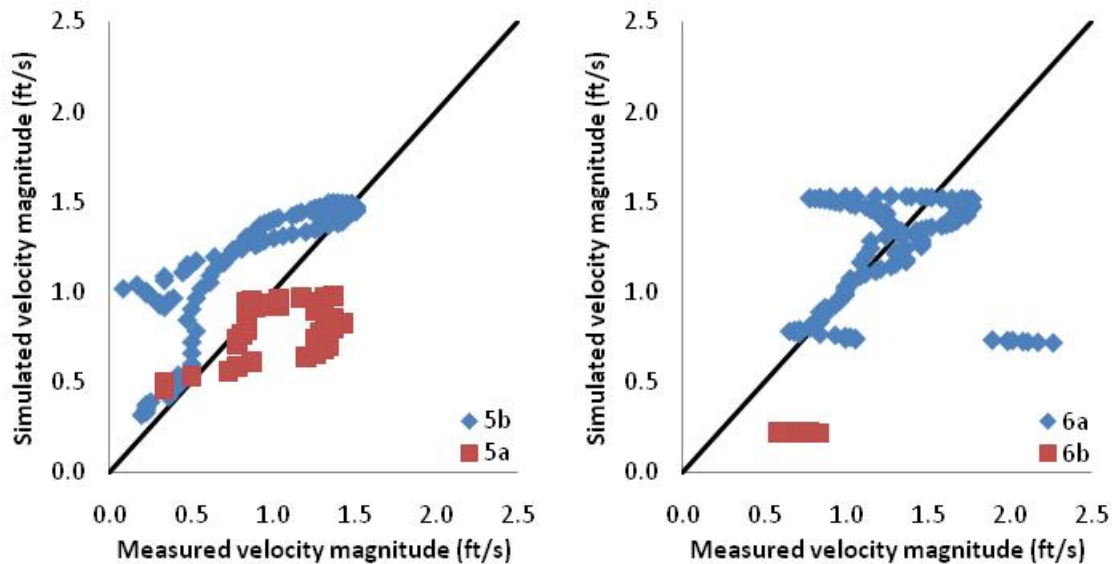 Simulated velocity magnitude (ft/s)
2.5
2.0
1.5
1.0
0.5
0.0
0.0 0.5 1.0 1.5 2.0 2.5
Measured velocity magnitude (ft/s)
5b
5a
Simulated velocity magnitude (ft/s)
2.5
2.0
1.5
1.0
0.5
0.0
0.0 0.5 1.0 1.5 2.0 2.5
Measured velocity magnitude (ft/s)
6a
6b